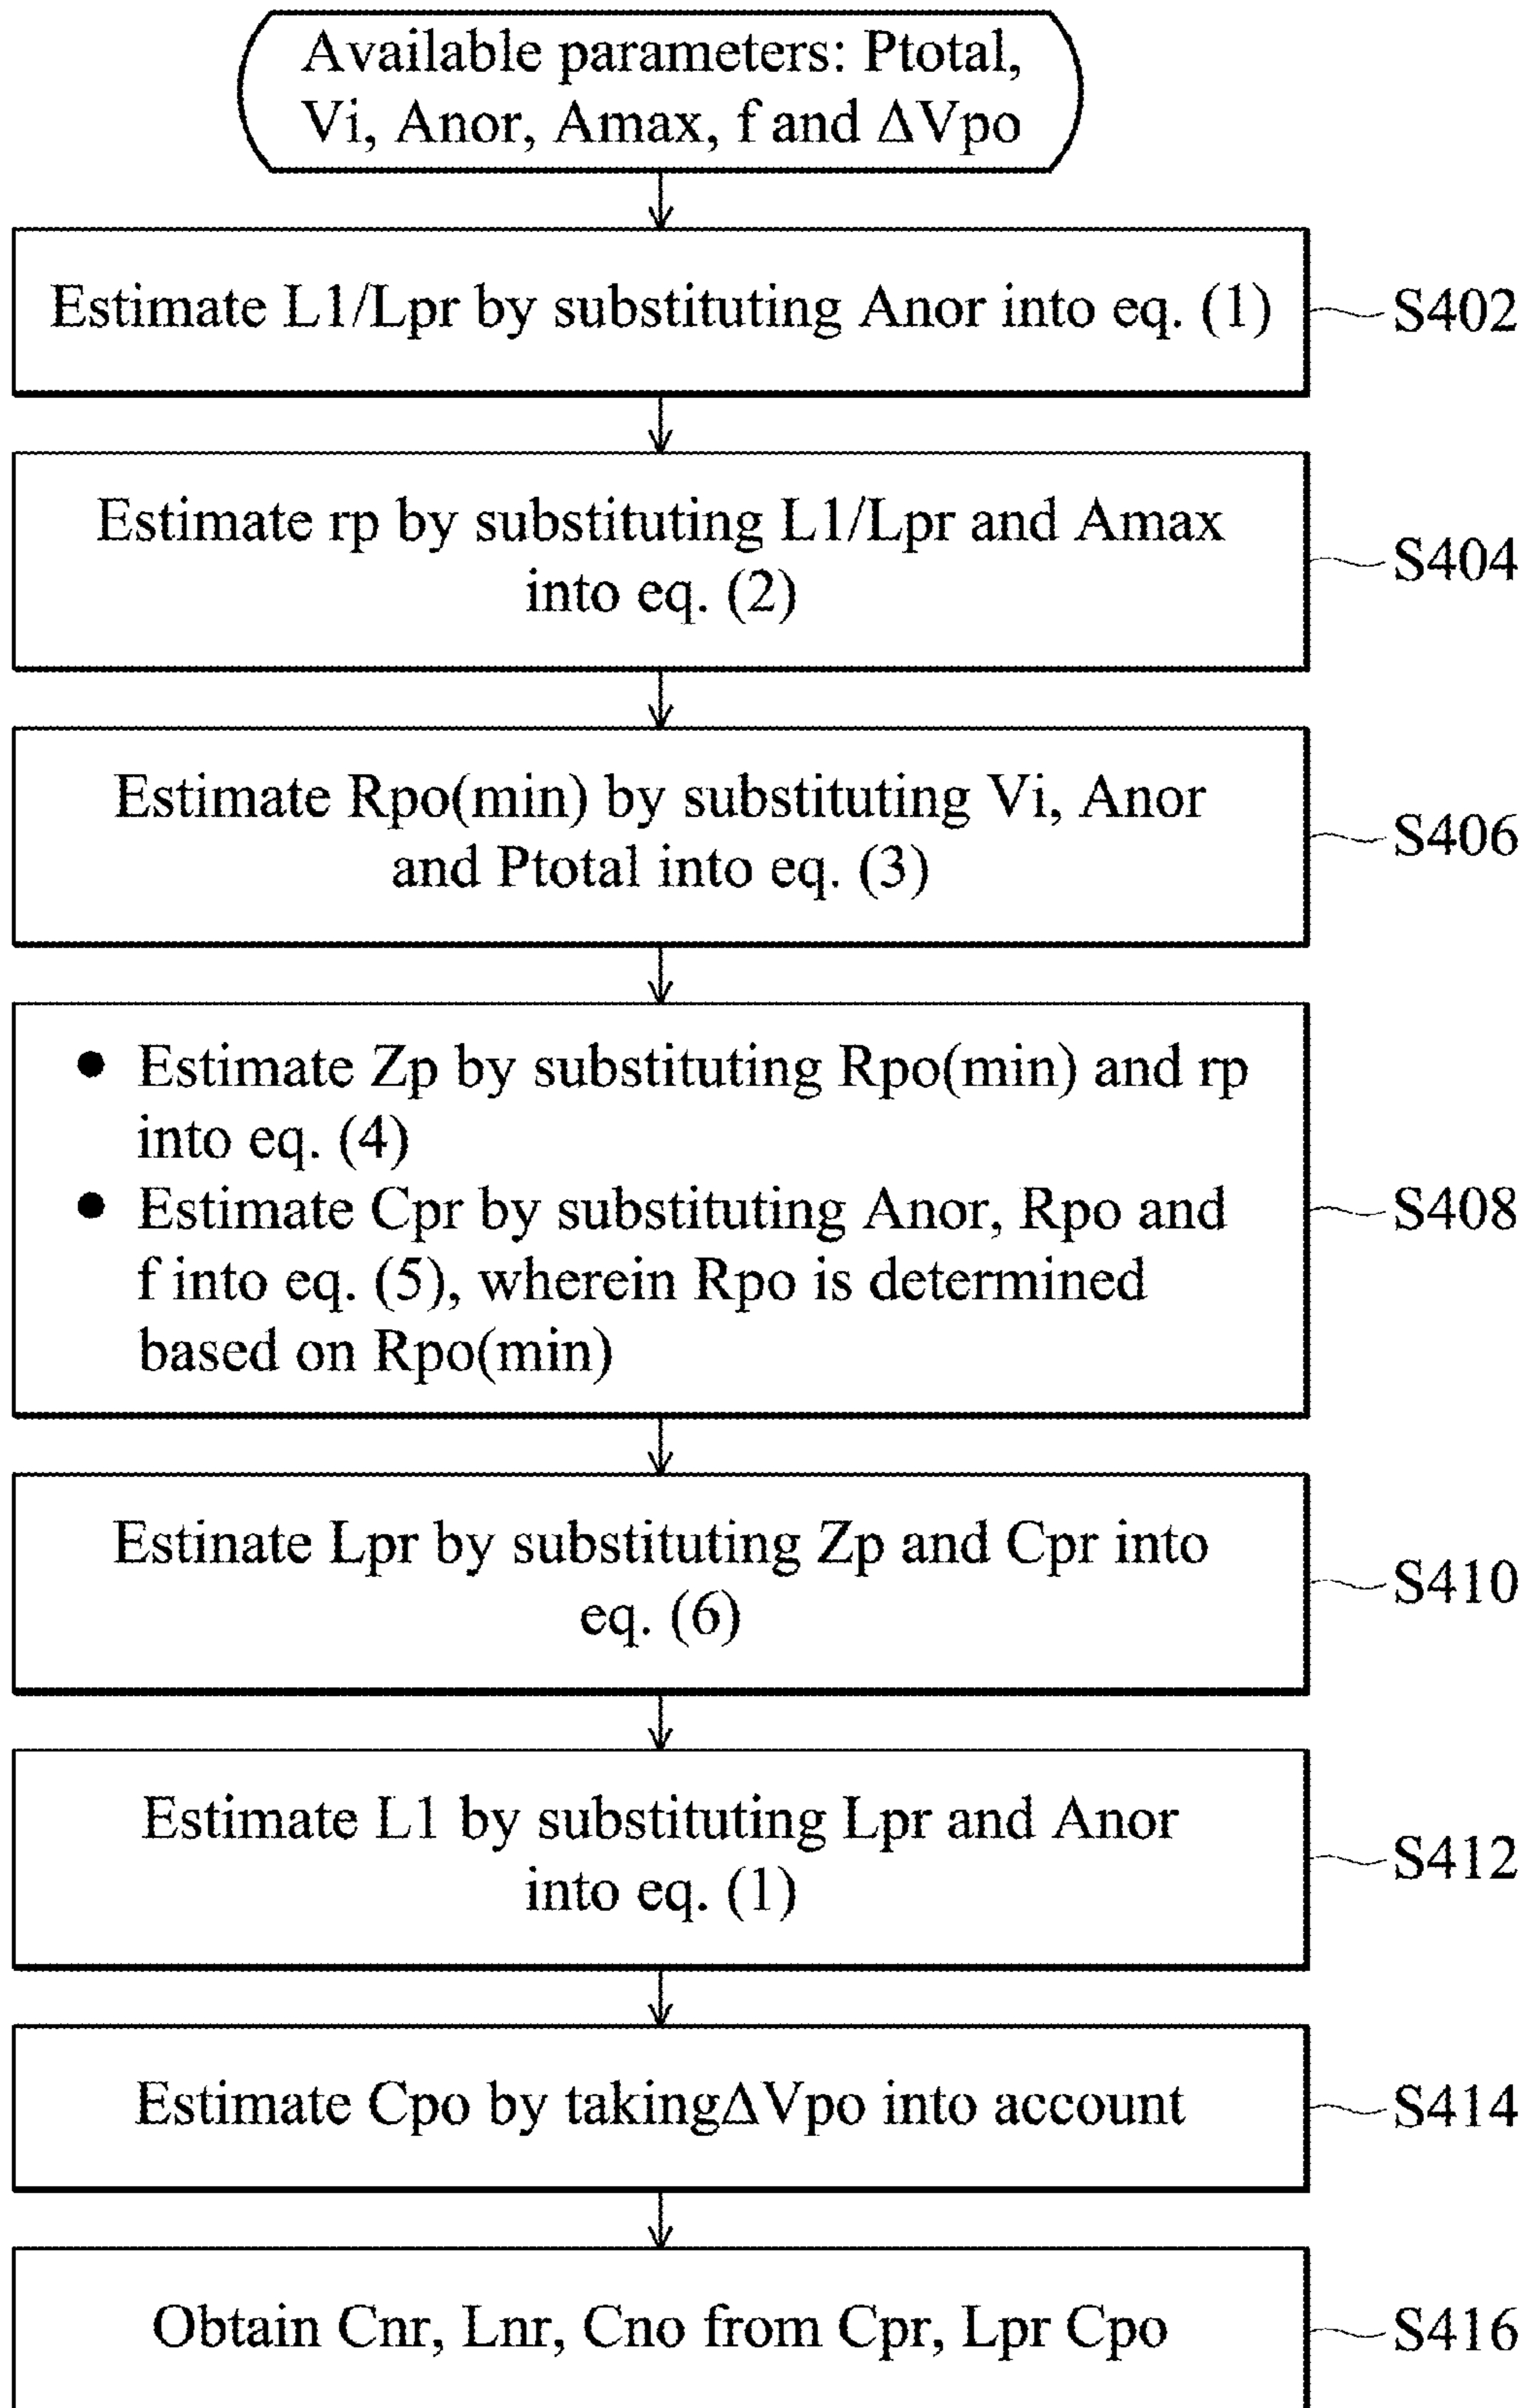 Available parameters: Ptotal,
Vi, Anor, Amax, f and ΔVpo
Estimate L1/Lpr by substituting Anor into eq. (1)
S402
Estimate rp by substituting L1/Lpr and Amax
into eq. (2)
S404
Estimate Rpo(min) by substituting Vi, Anor
and Ptotal into eq. (3)
S406
● Estimate Zp by substituting Rpo(min) and rp
into eq. (4)
● Estimate Cpr by substituting Anor, Rpo and
f into eq. (5), wherein Rpo is determined
based on Rpo(min)
S408
Estinate Lpr by substituting Zp and Cpr into
eq. (6)
S410
Estimate L1 by substituting Lpr and Anor
into eq. (1)
S412
Estimate Cpo by takingΔVpo into account
S414
Obtain Cnr, Lnr, Cno from Cpr, Lpr Cpo
S416